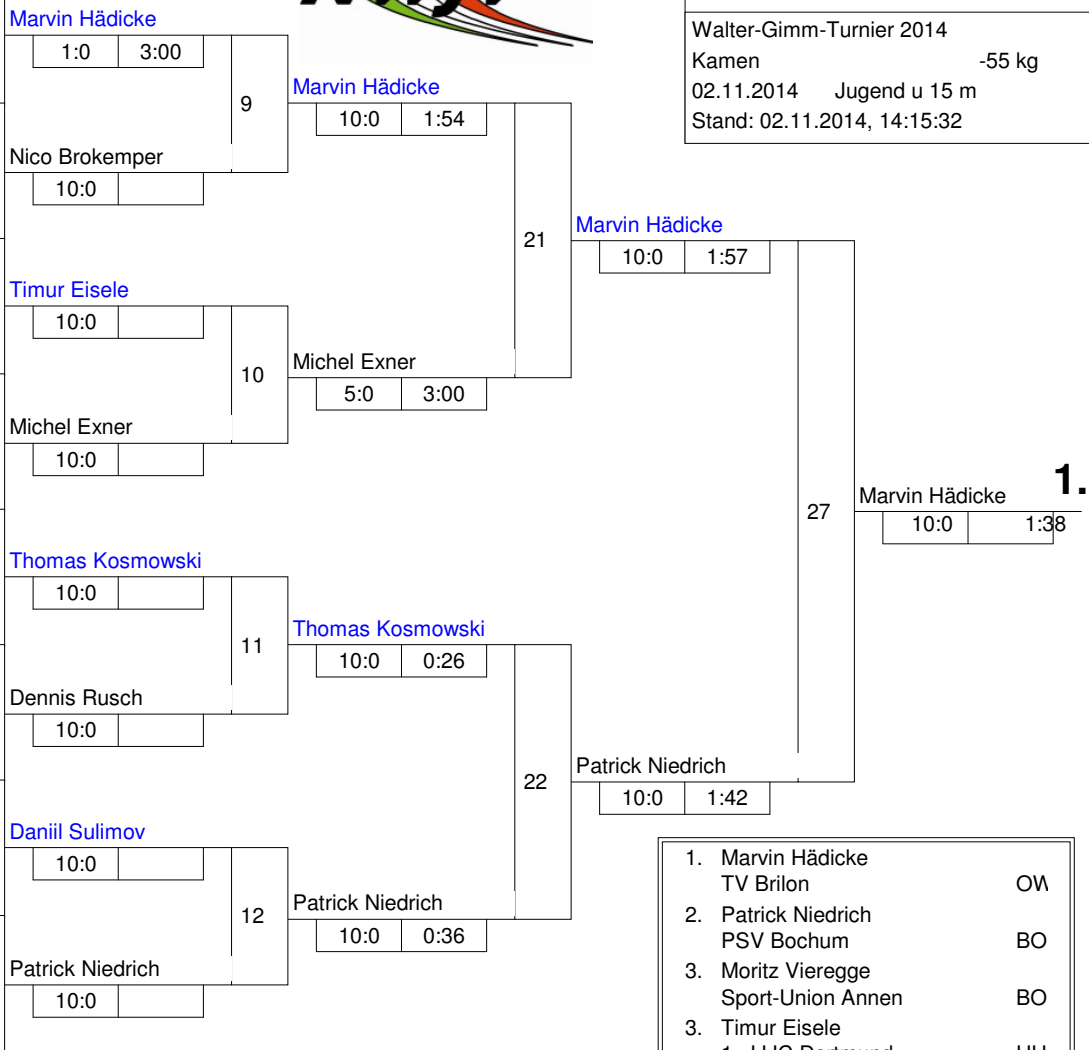 Marvin Hädicke
1:0 3:00
9
Nico Brokemper
10:0
Timur Eisele
10:0
10
Michel Exner
10:0
Thomas Kosmowski
10:0
11
Dennis Rusch
10:0
Daniil Sulimov
10:0
12
Patrick Niedrich
10:0
Marvin Hädicke
10:0 1:54
21
Michel Exner
5:0 3:00
Thomas Kosmowski
10:0 0:26
22
Patrick Niedrich
10:0 0:36
Marvin Hädicke
10:0 1:57
27
Patrick Niedrich
10:0 1:42
Marvin Hädicke 1.
10:0 1:38
Walter-Gimm-Turnier 2014
Kamen -55 kg
02.11.2014 Jugend u 15 m
Stand: 02.11.2014, 14:15:32
1. Marvin Hädicke
TV Brilon
2. Patrick Niedrich
PSV Bochum BO
3. Moritz Vieregge
Sport-Union Annen BO
3. Timur Eisele